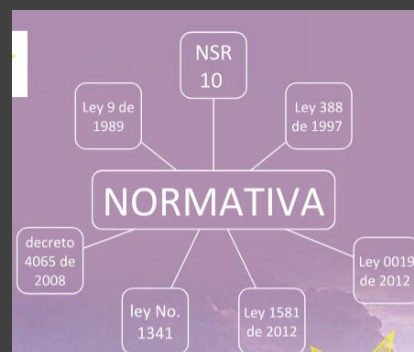 NSR
10
Ley 9 de
1989
Ley 388
de 1997
NORMATIVA
decreto
4065 de
2008
Ley 0019
de 2012
ley No.
1341
Ley 1581
de 2012